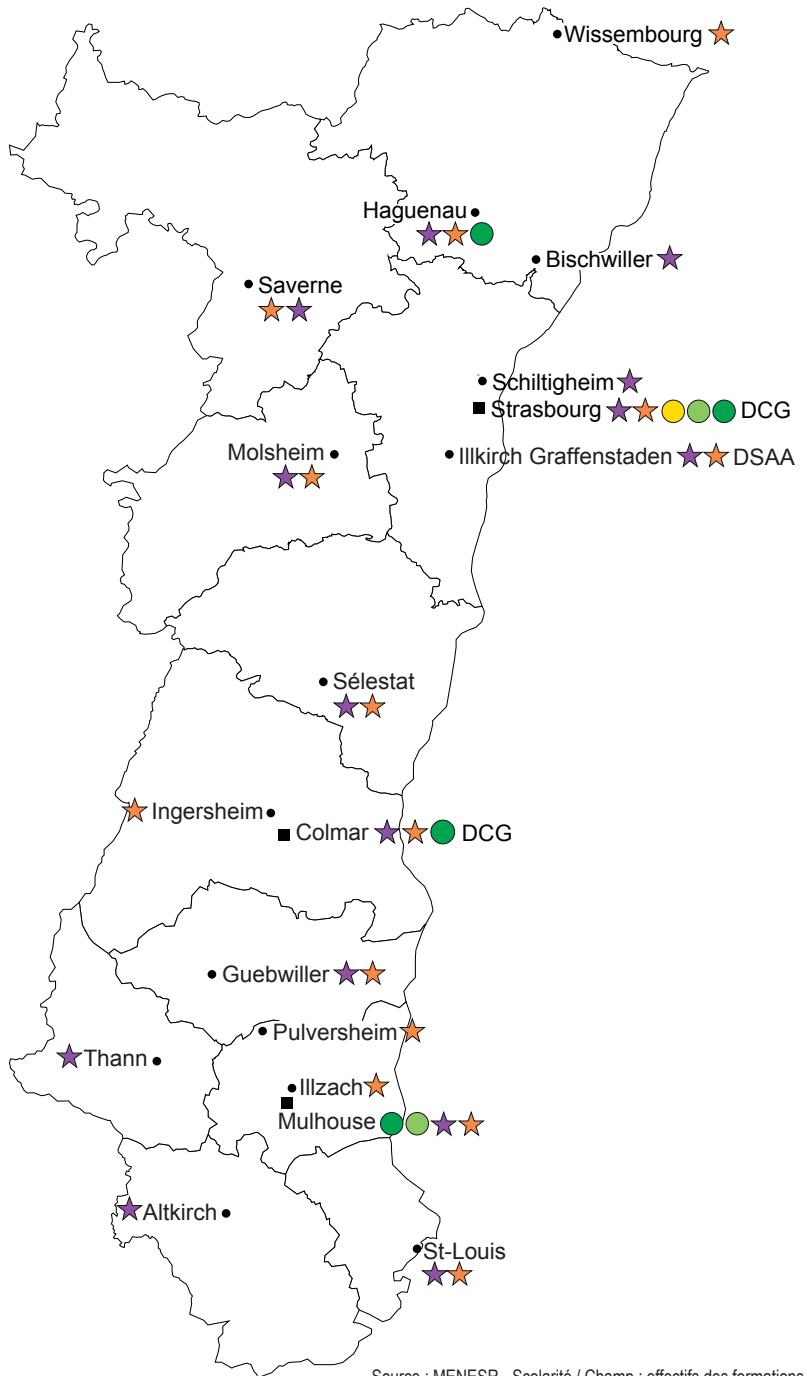 Wissembourg
Haguenau
Bischwiller
Saverne
Schiltigheim
Strasbourg DCG
Molsheim
Illkirch Graffenstaden DSAA
Sélestat
Ingersheim
Colmar DCG
Guebwiller
Pulversheim
Thann
Illzach
Mulhouse
Altkirch
St-Louis
Source : MENESR - Scolarité / Champ : effectifs des formations